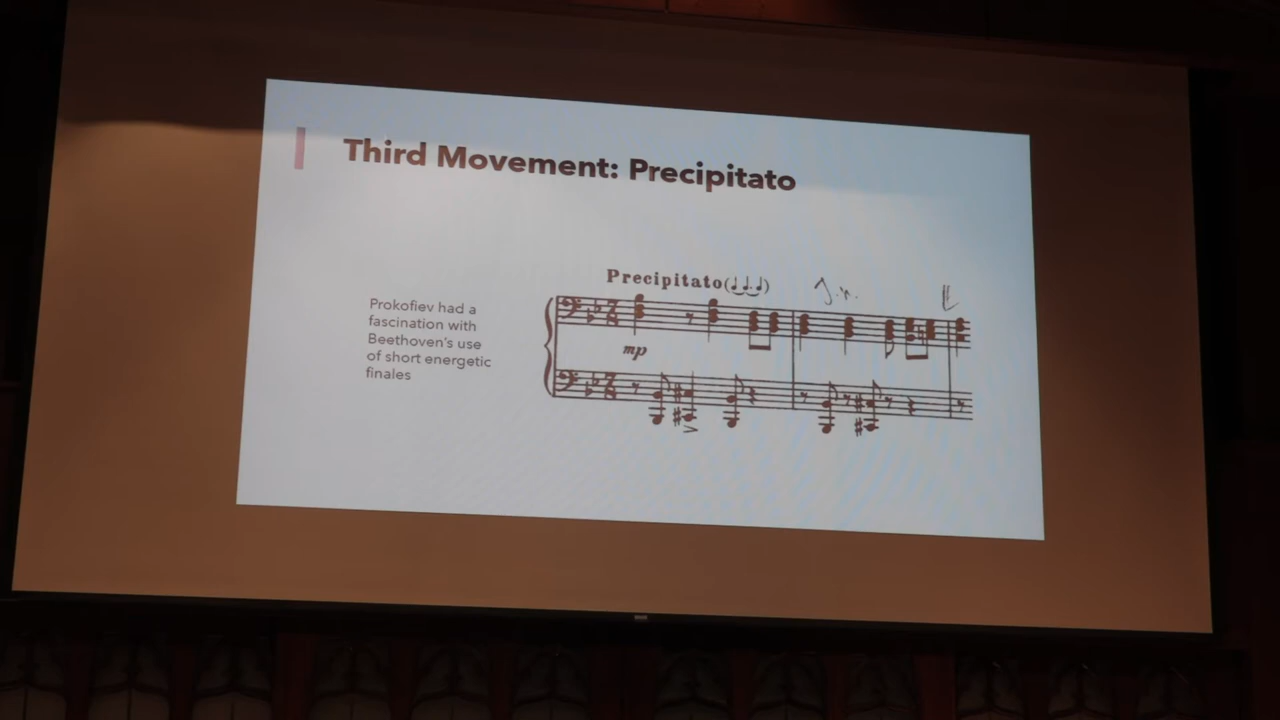 Third Movement: Precipitato
Precipitato
Prokofiev had a
fascination with
Beethoven's use
of short energetic
finales
mp